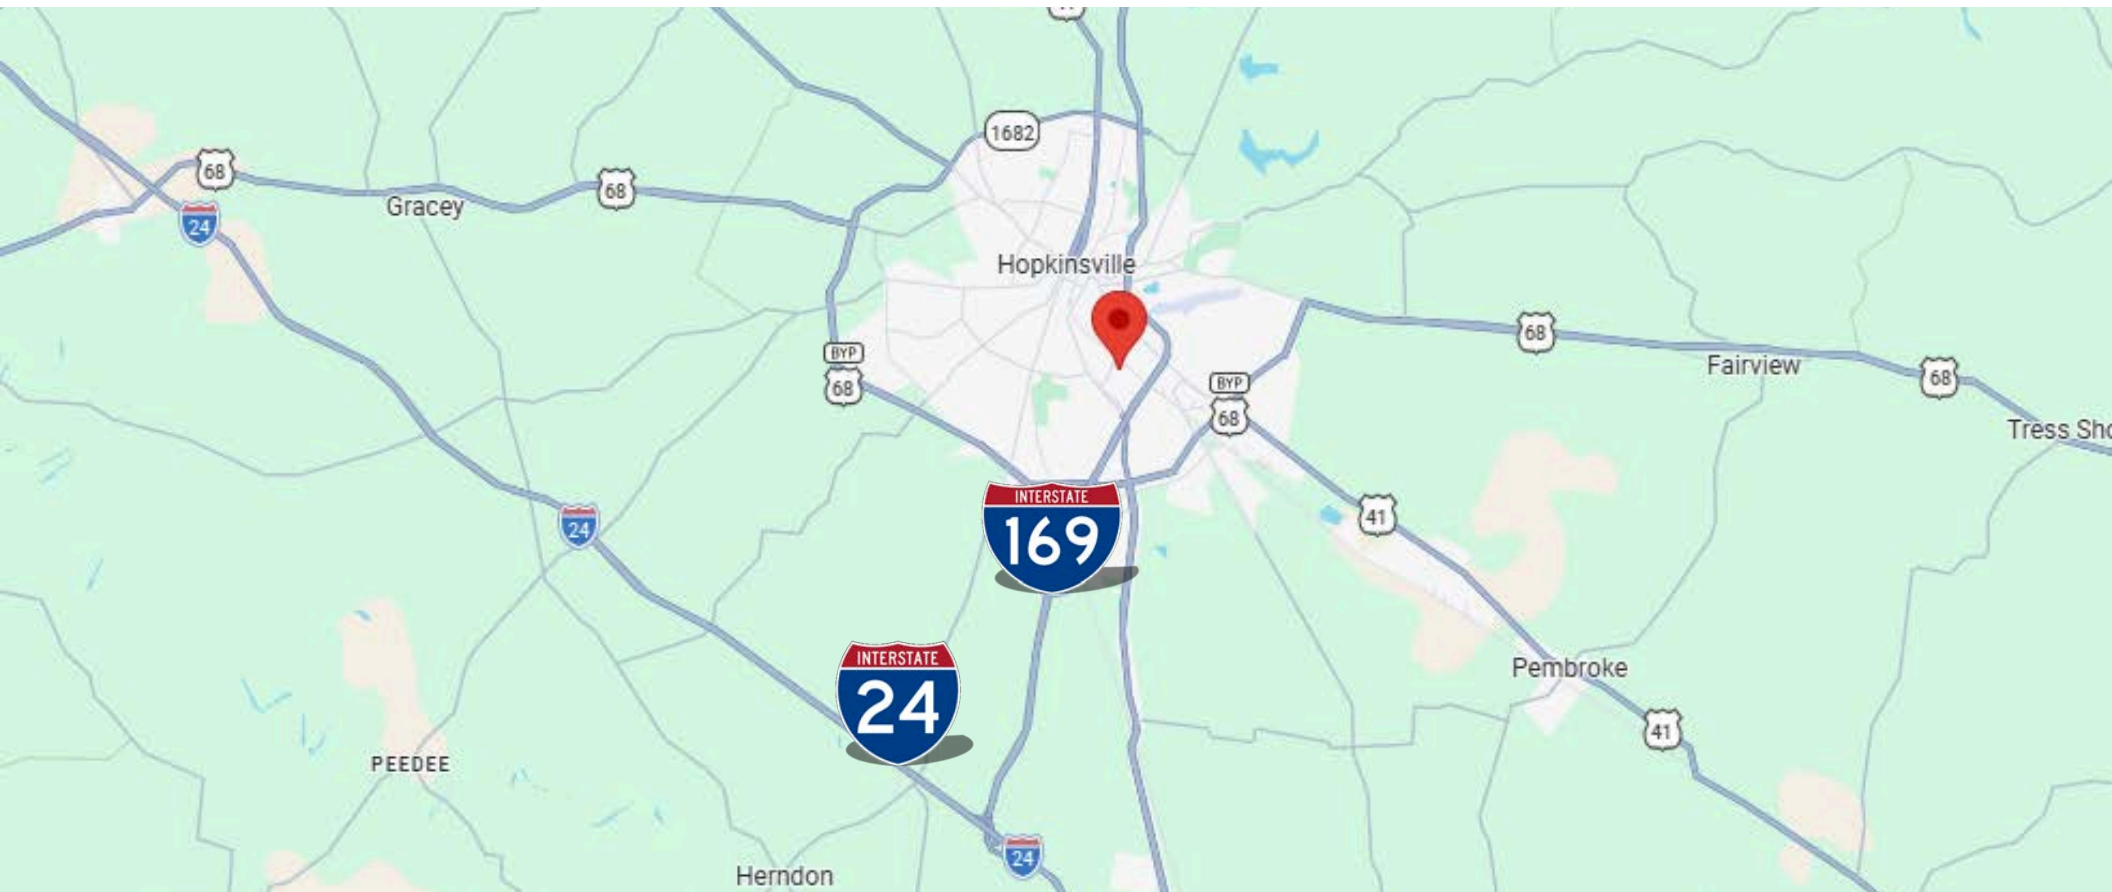 1682
68
68
Gracey
24
Hopkinsville
68
BYP
68
Fairview
BYP
68
68
Tress Sho
INTERSTATE
169
41
24
INTERSTATE
24
Pembroke
41
PEEDEE
24
Herndon